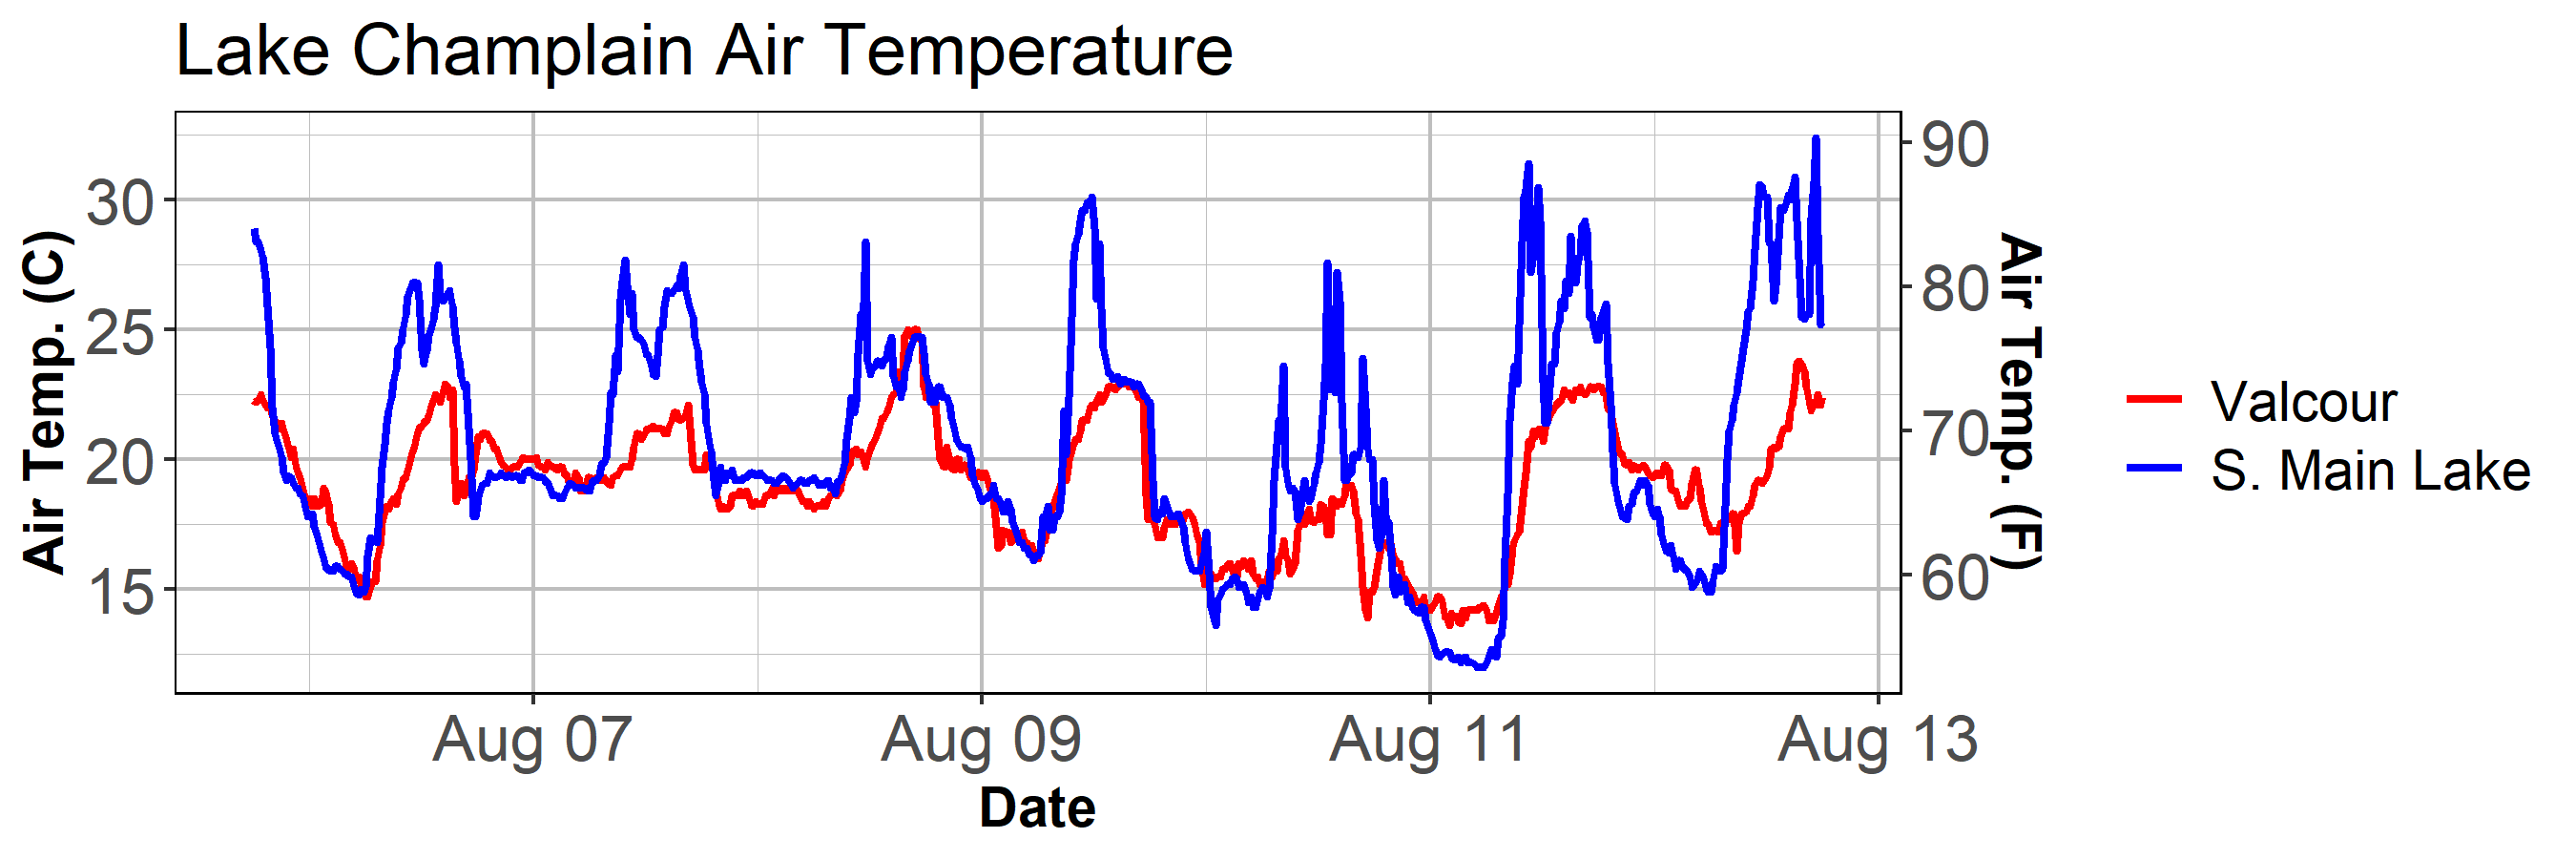 Lake Champlain Air Temperature
Air Temp. (C)
30
25
20
15
90
80
70
60
Air Temp. (F)
Aug 07
Aug 09
Aug 11
Aug 13
Date
Valcour
S. Main Lake